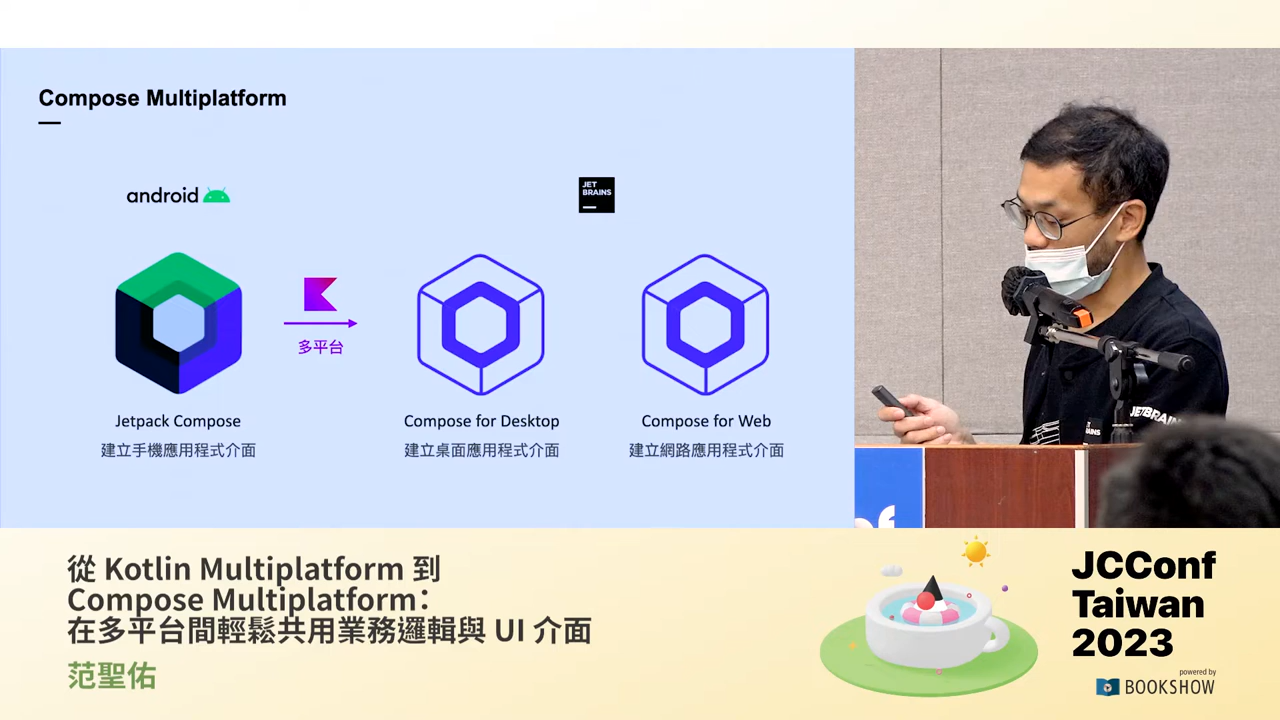 Compose Multiplatform
android
JET
BRAINS
多平台
Jetpack Compose
建立手機應用程式介面
Compose for Desktop
建立桌面應用程式介面
Compose for Web
建立網路應用程式介面
JETBRAIN
JET
BRAINS
從 Kotlin Multiplatform 到
Compose Multiplatform：
在多平台間輕鬆共用業務邏輯與 UI 介面
范聖佑
JCConf
Taiwan
2023
powered by
BOOKSHOW